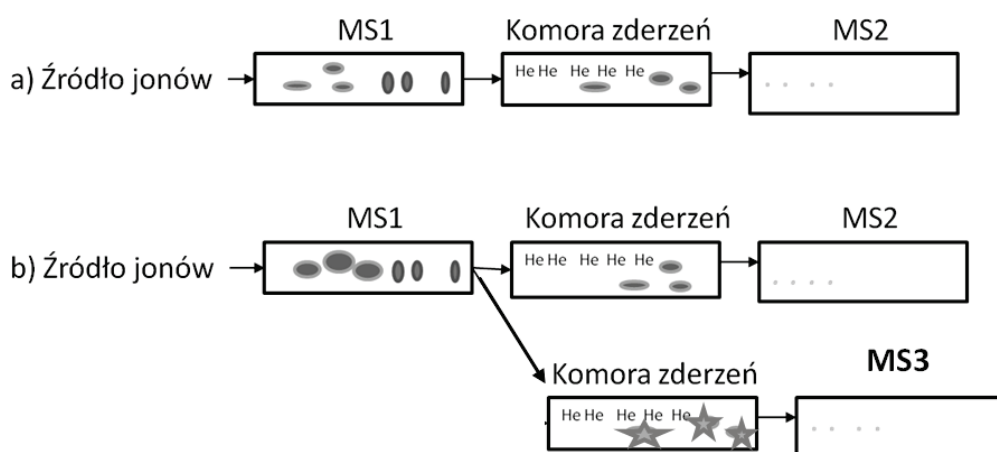 MS1 Komora zderzeń MS2
a) Źródło jonów He He He He He
MS1 Komora zderzeń MS2
b) Źródło jonów He He He He He
Komora zderzeń MS3
He He He He He